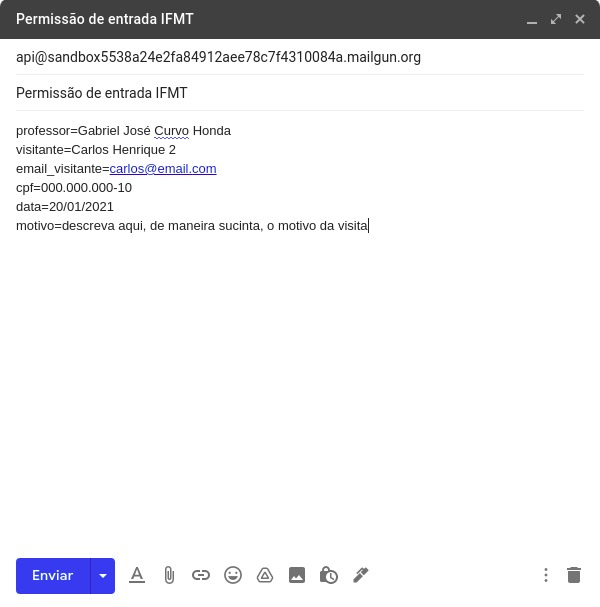 Permissão de entrada IFMT
api@sandbox5538a24e2fa84912aee78c7f4310084a.mailgun.org
Permissão de entrada IFMT
professor=Gabriel José Curvo Honda
visitante=Carlos Henrique 2
email_visitante=carlos@email.com
cpf=000.000.000-10
data=20/01/2021
motivo=descreva aqui, de maneira sucinta, o motivo da visita
Enviar